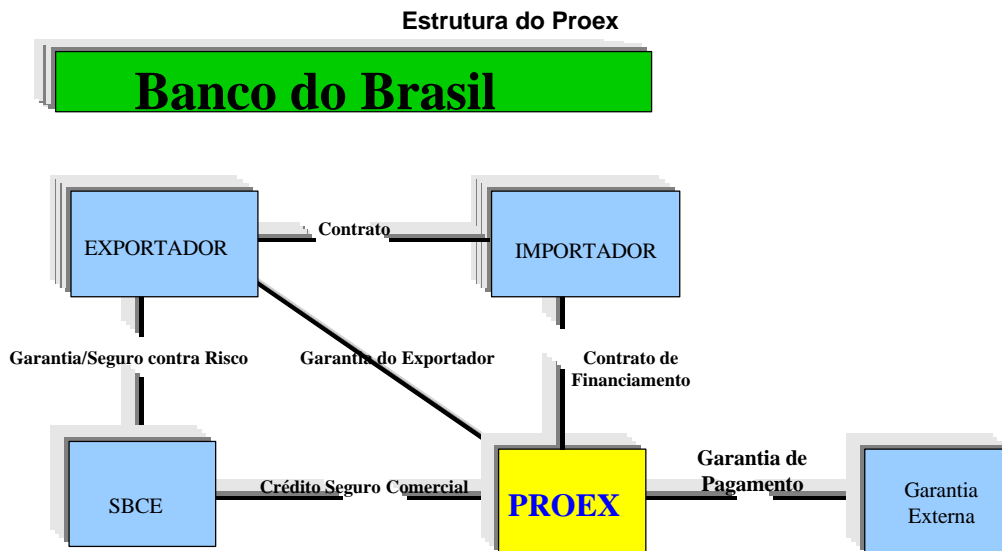 Estrutura do Proex
Banco do Brasil
EXPORTADOR
Contrato
IMPORTADOR
Garantia/Seguro contra Risco
Garantia do Exportador
Contrato de
Financiamento
SBCE
Crédito Seguro Comercial
PROEX
Garantia de
Pagamento
Garantia
Externa